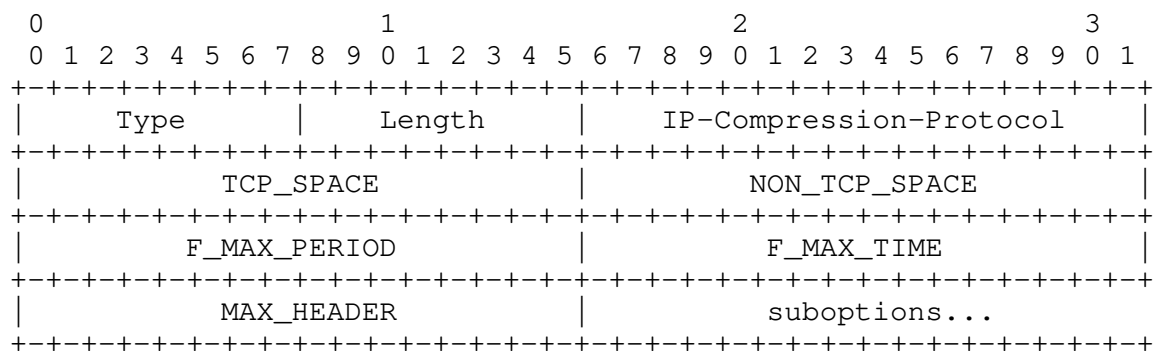 0                   1                   2                   3
 0 1 2 3 4 5 6 7 8 9 0 1 2 3 4 5 6 7 8 9 0 1 2 3 4 5 6 7 8 9 0 1
+-+-+-+-+-+-+-+-+-+-+-+-+-+-+-+-+-+-+-+-+-+-+-+-+-+-+-+-+-+-+-+-+
|     Type      |    Length     |    IP-Compression-Protocol    |
+-+-+-+-+-+-+-+-+-+-+-+-+-+-+-+-+-+-+-+-+-+-+-+-+-+-+-+-+-+-+-+-+
|           TCP_SPACE           |         NON_TCP_SPACE         |
+-+-+-+-+-+-+-+-+-+-+-+-+-+-+-+-+-+-+-+-+-+-+-+-+-+-+-+-+-+-+-+-+
|         F_MAX_PERIOD          |          F_MAX_TIME           |
+-+-+-+-+-+-+-+-+-+-+-+-+-+-+-+-+-+-+-+-+-+-+-+-+-+-+-+-+-+-+-+-+
|           MAX_HEADER          |          suboptions...
+-+-+-+-+-+-+-+-+-+-+-+-+-+-+-+-+-+-+-+-+-+-+-+-+-+-+-+-+-+-+-+-+